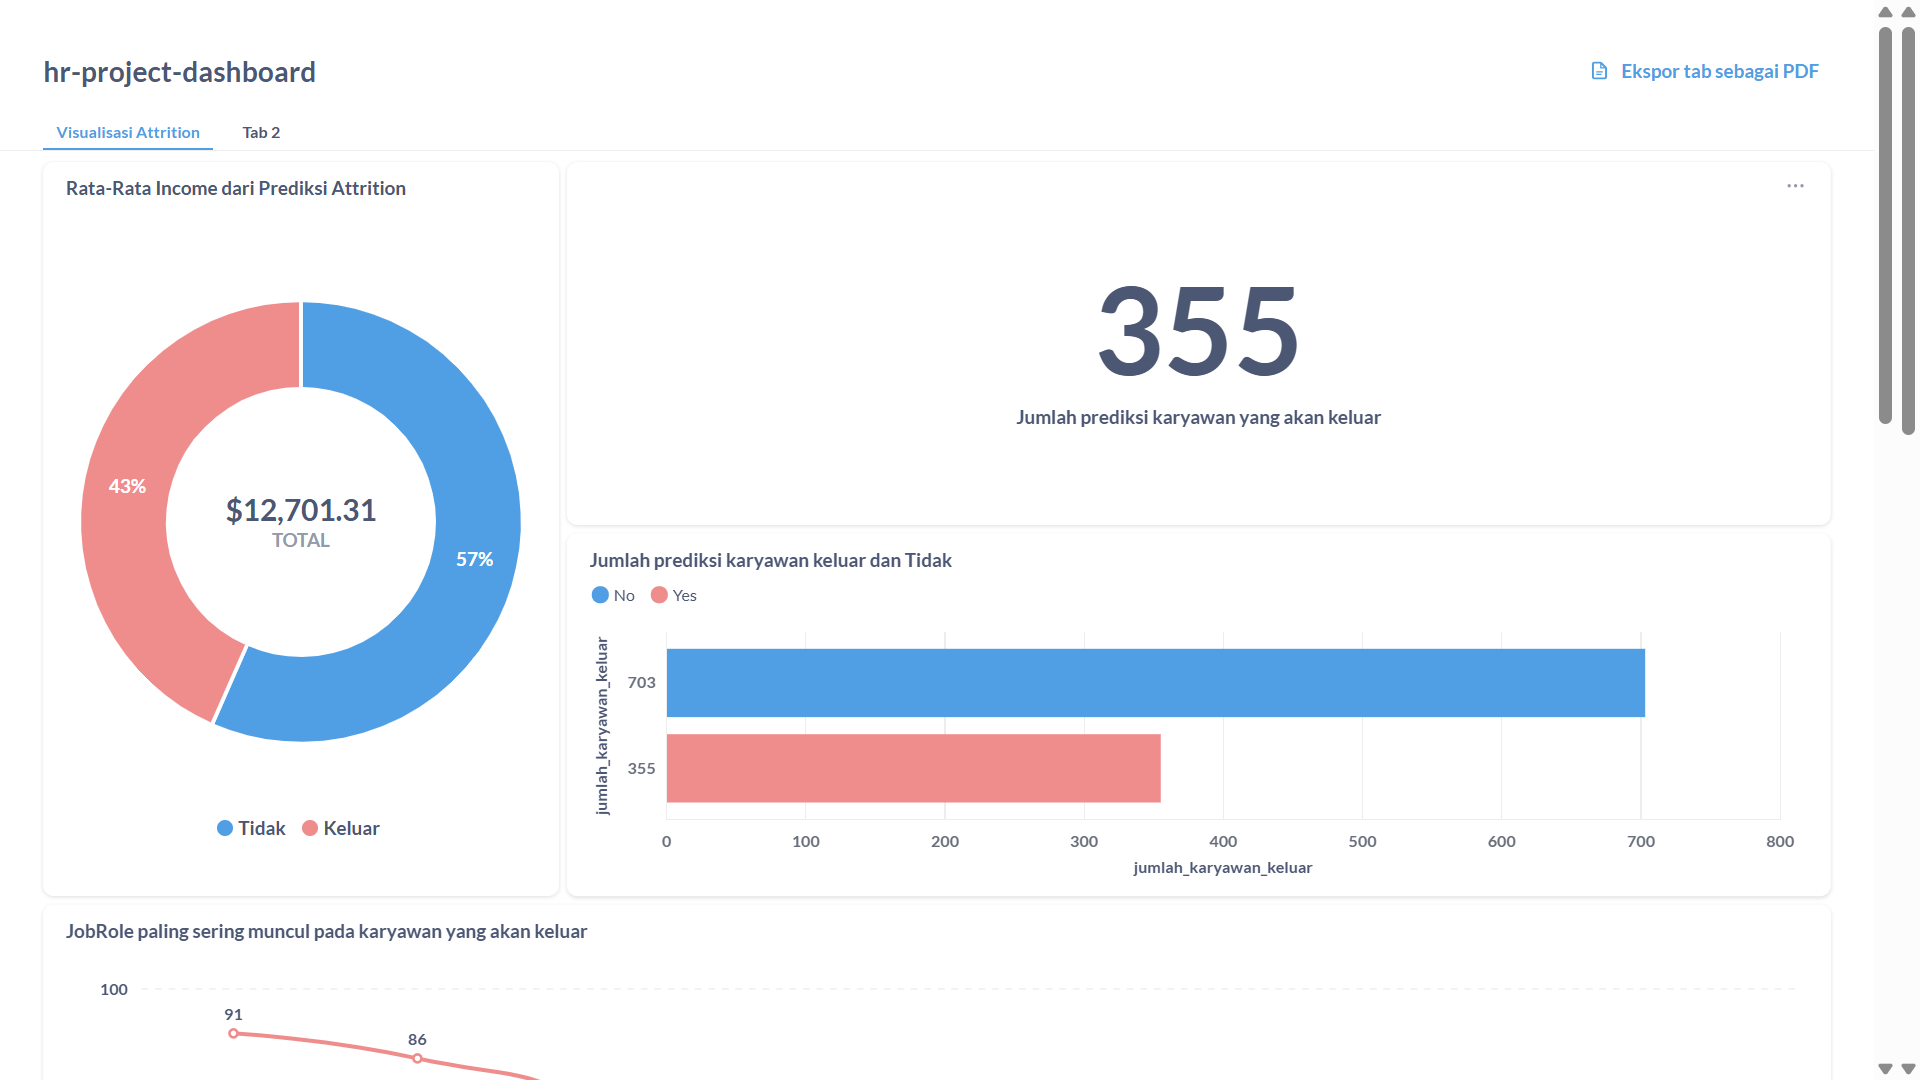 hr-project-dashboard
Ekspor tab sebagai PDF
Visualisasi Attrition
Tab 2
Rata-Rata Income dari Prediksi Attrition
43%
$12,701.31
TOTAL
57%
Tidak
Keluar
355
Jumlah prediksi karyawan yang akan keluar
Jumlah prediksi karyawan keluar dan Tidak
No
Yes
jumlah_karyawan_keluar
703
355
0 100 200 300 400 500 600 700 800
jumlah_karyawan_keluar
JobRole paling sering muncul pada karyawan yang akan keluar
100
91
86